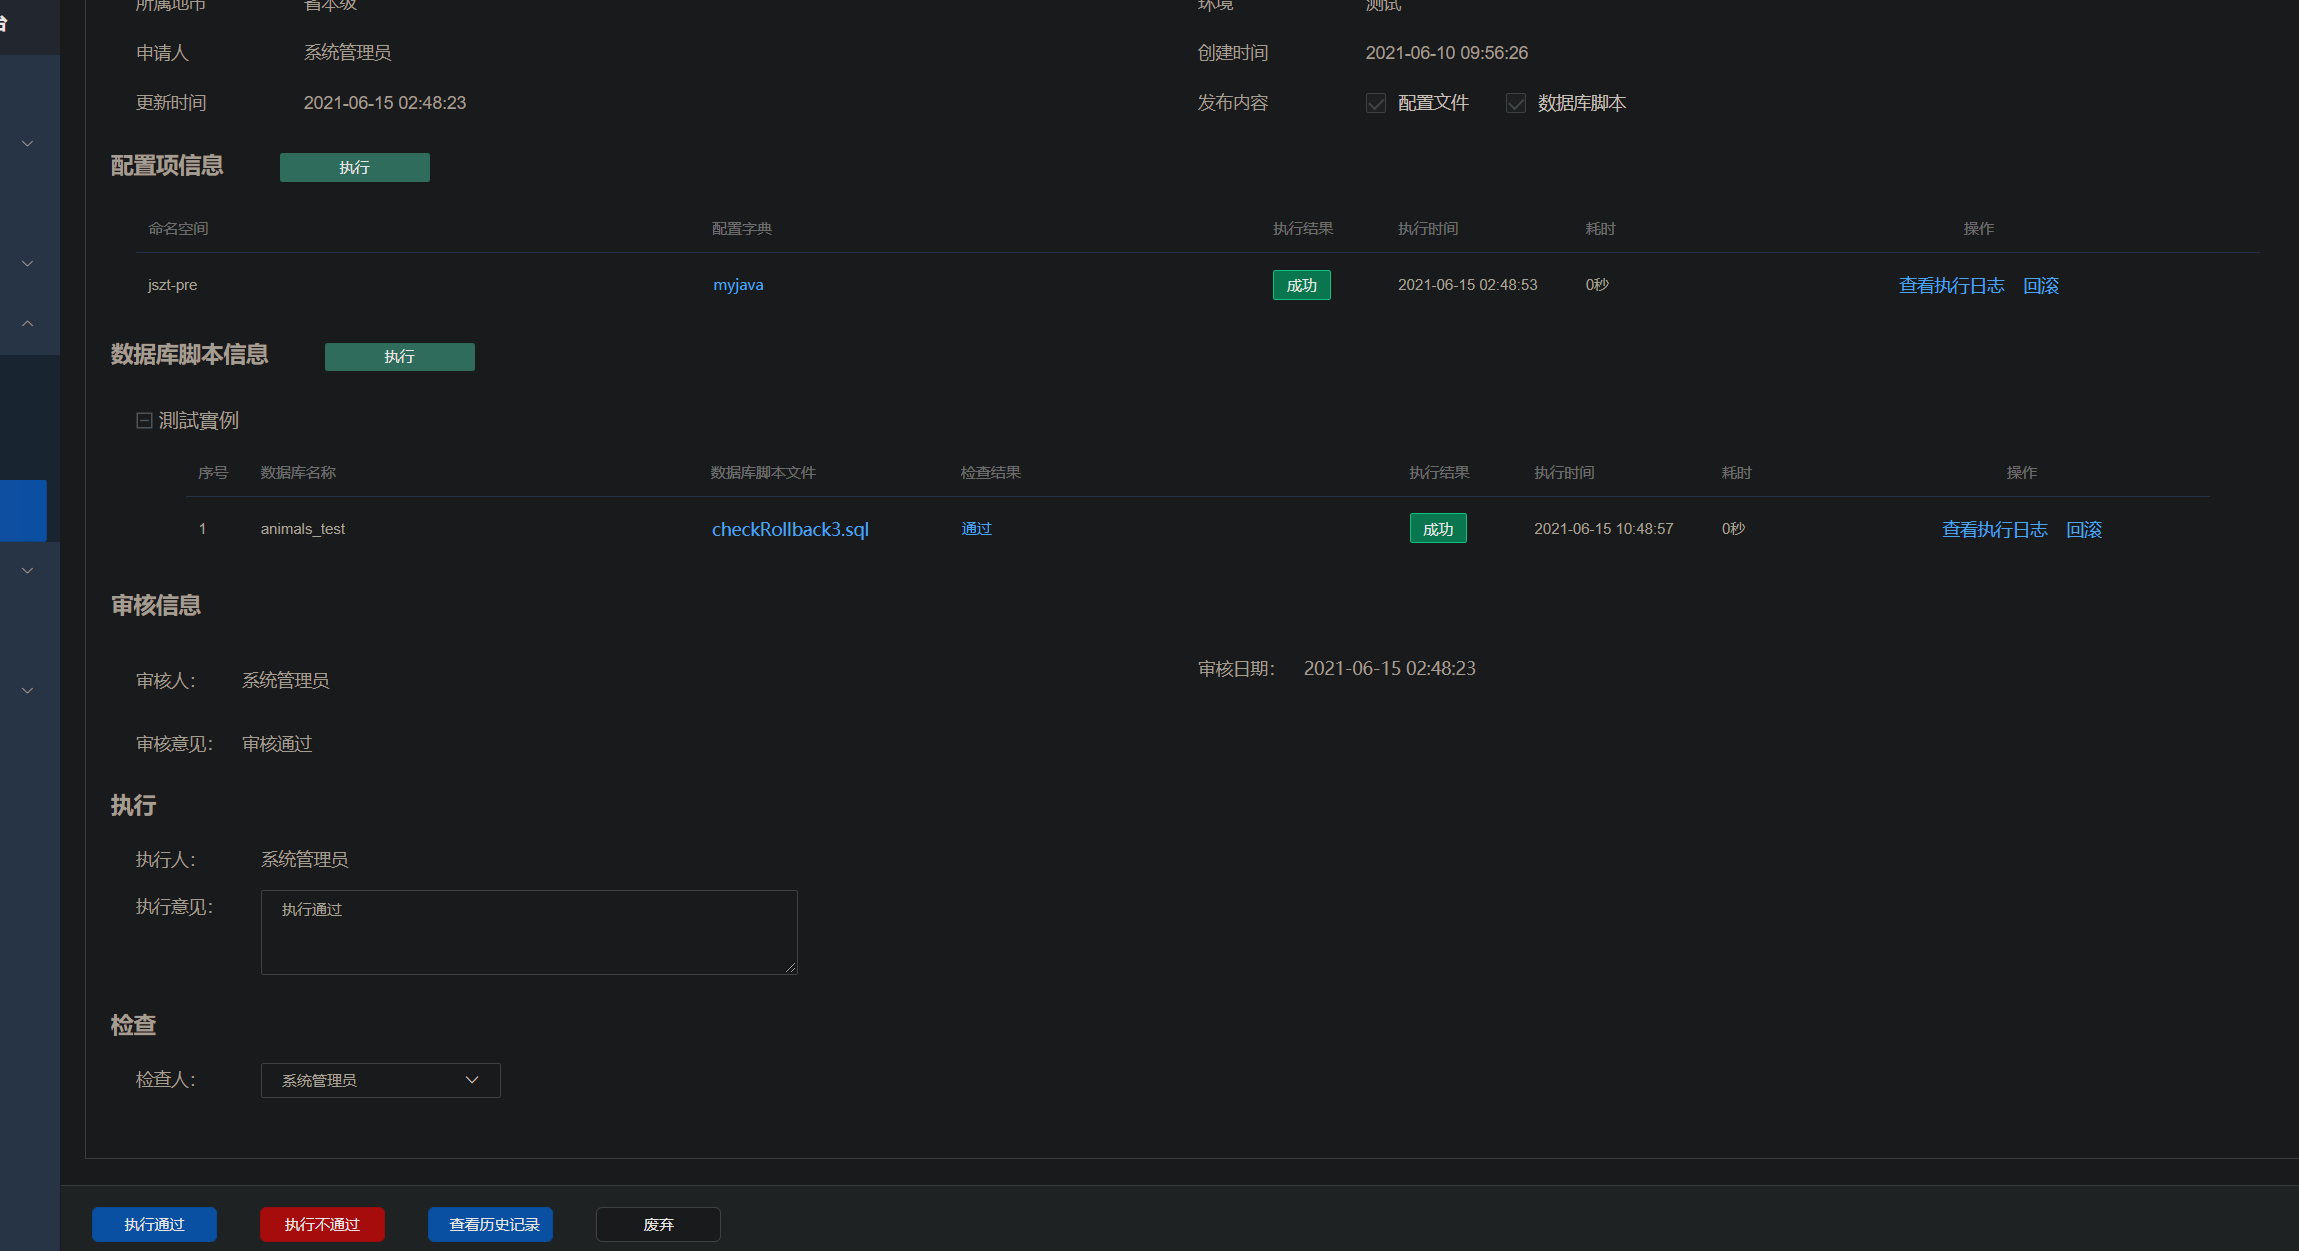 台
所属地市 省本级 环境 测试
申请人 系统管理员 创建时间 2021-06-10 09:56:26
更新时间 2021-06-15 02:48:23 发布内容 配置文件 数据库脚本
配置项信息 执行
命名空间 配置字典 执行结果 执行时间 耗时 操作
jszt-pre myjava 成功 2021-06-15 02:48:53 0秒 查看执行日志 回滚
数据库脚本信息 执行
測試實例
序号 数据库名称 数据库脚本文件 检查结果 执行结果 执行时间 耗时 操作
1 animals_test checkRollback3.sql 通过 成功 2021-06-15 10:48:57 0秒 查看执行日志 回滚
审核信息
审核人: 系统管理员 审核日期: 2021-06-15 02:48:23
审核意见: 审核通过
执行
执行人: 系统管理员
执行意见: 执行通过
检查
检查人: 系统管理员
执行通过 执行不通过 查看历史记录 废弃